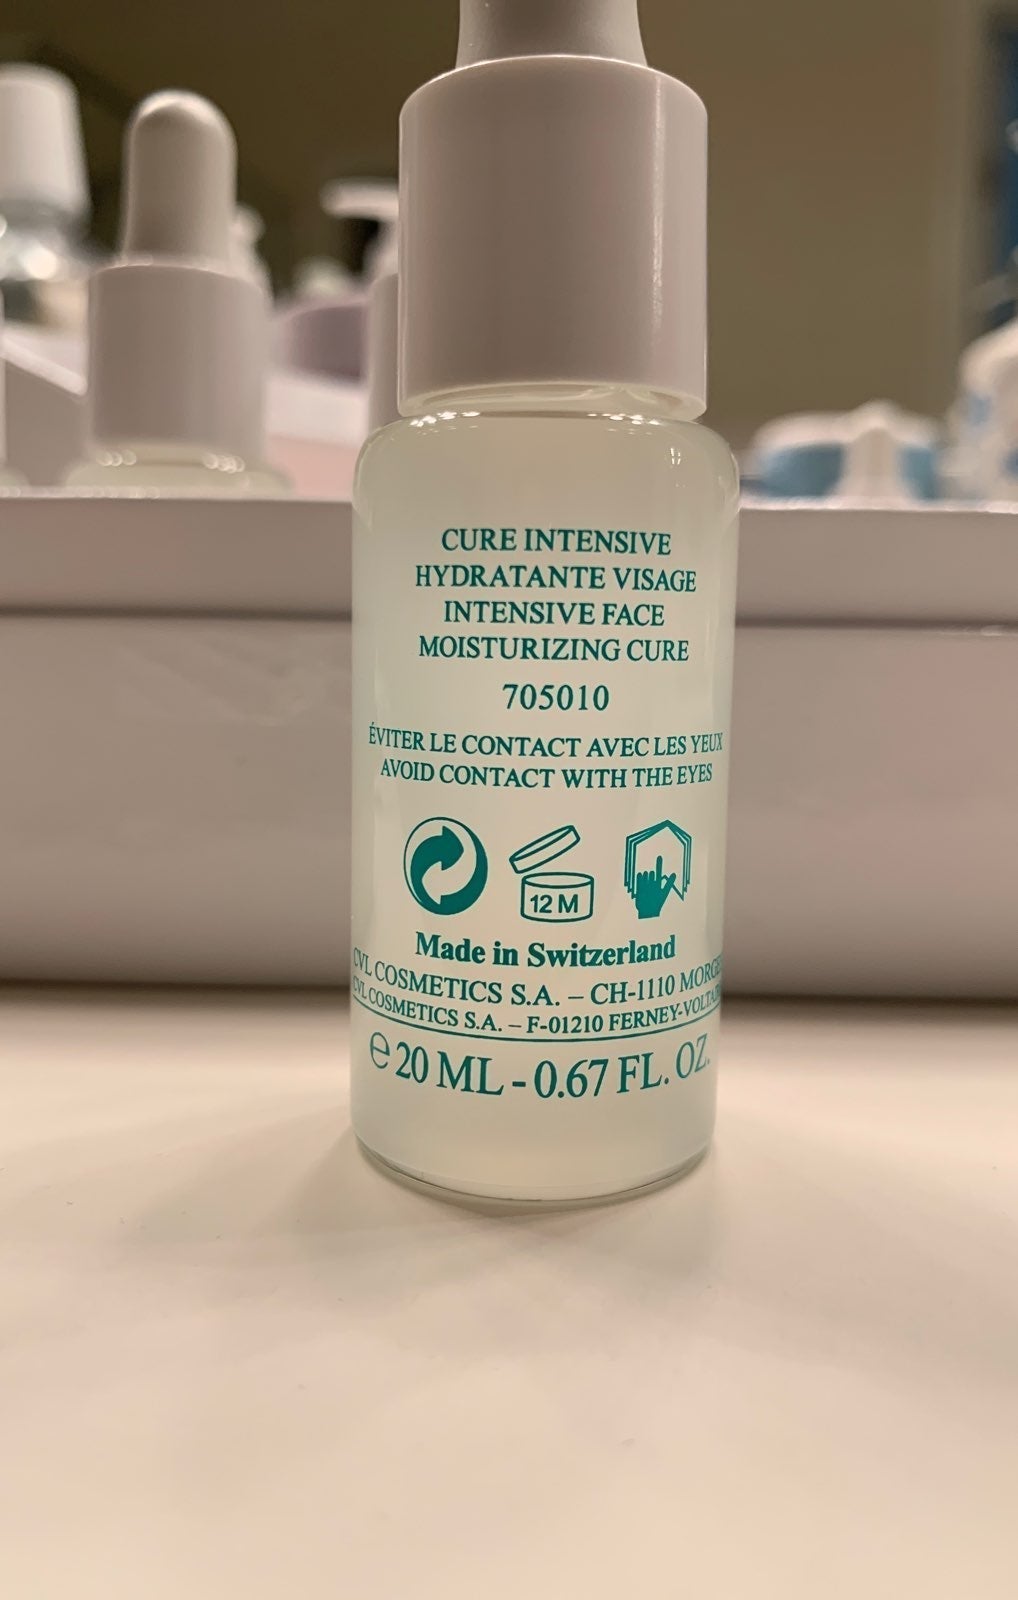 CURE INTENSIVE
HYDRATANTE VISAGE
INTENSIVE FACE
MOISTURIZING CURE
705010
ÉVITER LE CONTACT AVEC LES YEUX
AVOID CONTACT WITH THE EYES
12 M
Made in Switzerland
CVL COSMETICS S.A. – CH-1110
CVL COSMETICS S.A. – F-01210
℮ 20 ML - 0.67 FL. OZ.